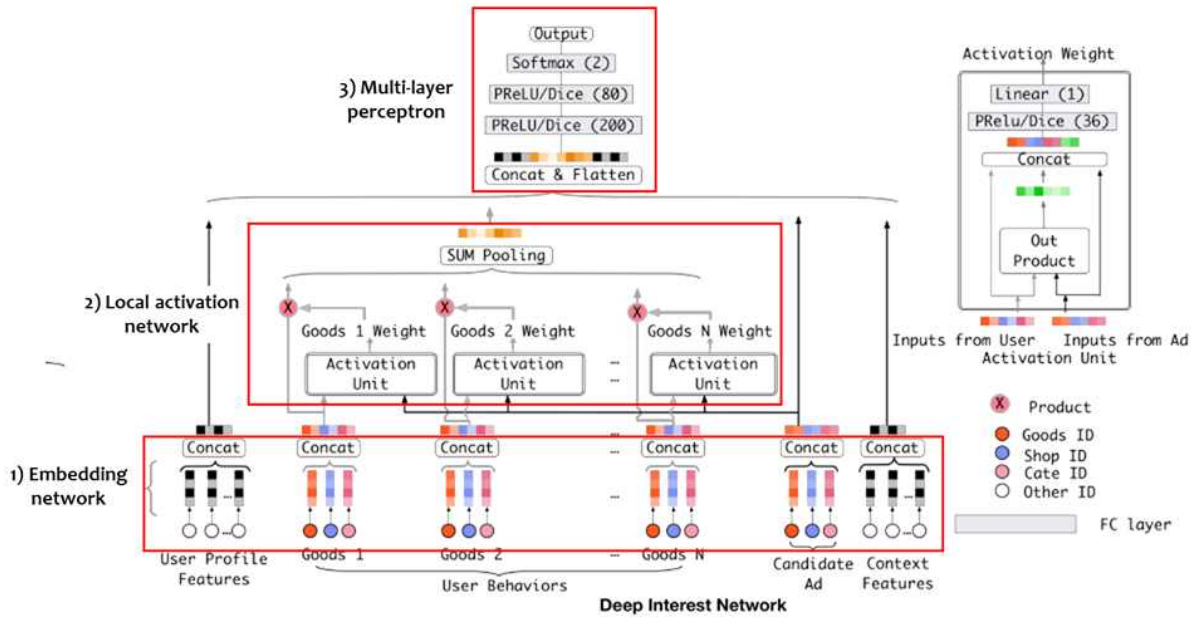 Output
Softmax (2)
3) Multi-layer
perceptron
PReLU/Dice (80)
PReLU/Dice (200)
Concat & Flatten
Activation Weight
Linear (1)
PRelu/Dice (36)
Concat
Out
Product
Inputs from User
Inputs from Ad
Activation Unit
SUM Pooling
2) Local activation
network
X
X
X
Goods 1 Weight
Goods 2 Weight
Goods N Weight
Activation
Unit
Activation
Unit
...
...
Activation
Unit
X Product
Goods ID
Shop ID
Cate ID
Other ID
FC layer
...
Concat
Concat
Concat
...
Concat
Concat
Concat
1) Embedding
network
...
...
...
...
...
User Profile
Features
Goods 1
Goods 2
...
Goods N
Candidate
Ad
Context
Features
User Behaviors
Deep Interest Network